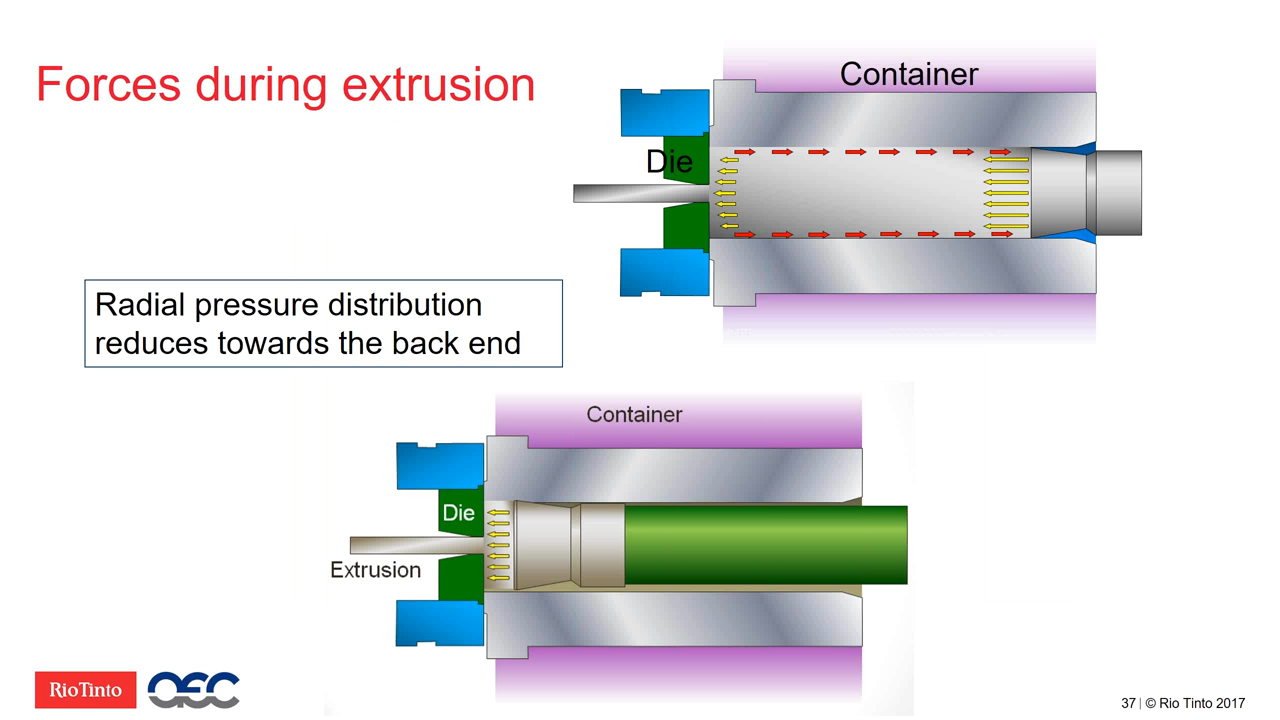 Forces during extrusion
Container
Die
Radial pressure distribution
reduces towards the back end
Container
Die
Extrusion
RioTinto
AEC
37 | © Rio Tinto 2017